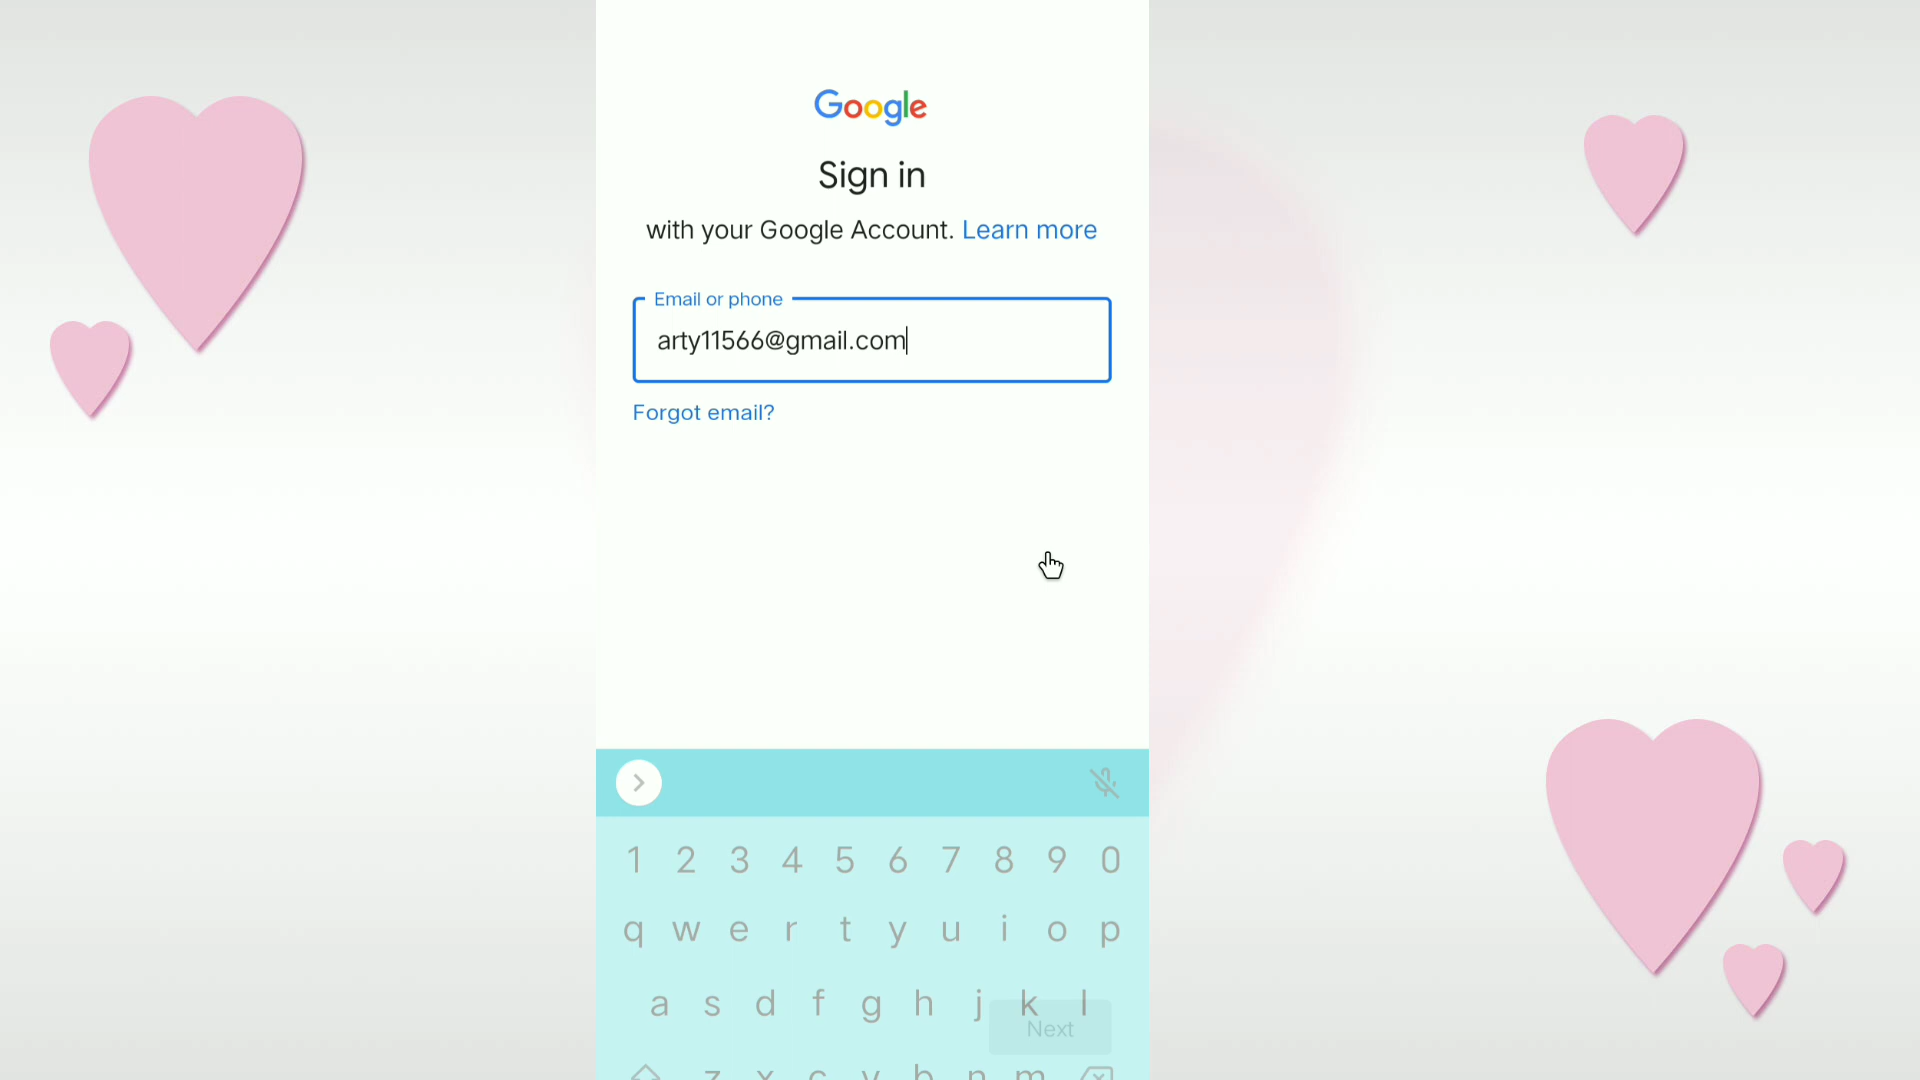 Google
Sign in
with your Google Account. Learn more
Email or phone
arty11566@gmail.com
Forgot email?
1 2 3 4 5 6 7 8 9 0
q w e r t y u i o p
a s d f g h j k l
Next
z x c v b n m